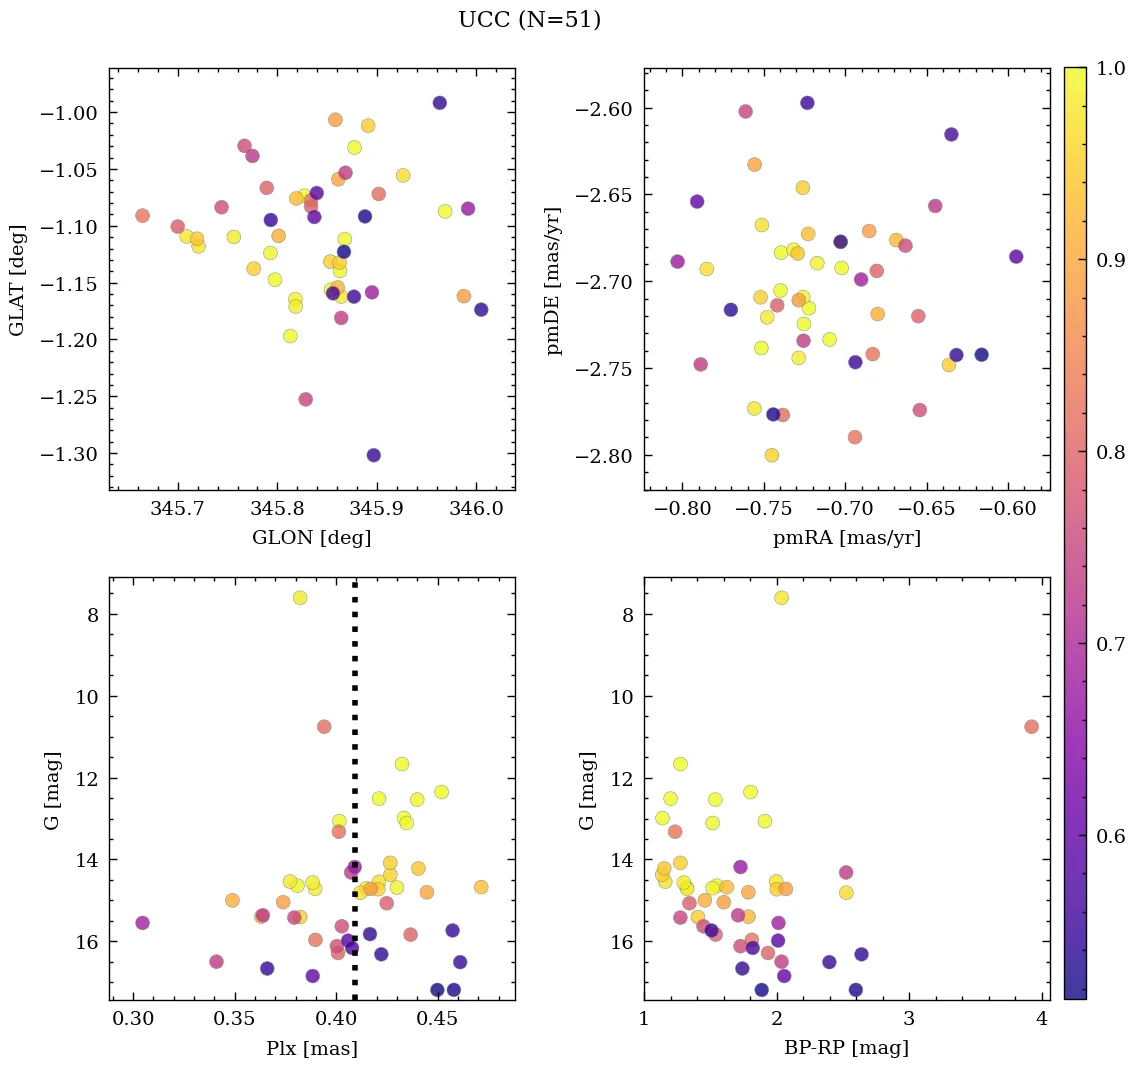 UCC (N=51)
−1.00
−1.05
−1.10
−1.15
−1.20
−1.25
−1.30
GLAT [deg]
345.7 345.8 345.9 346.0
GLON [deg]
−2.60
−2.65
−2.70
−2.75
−2.80
pmDE [mas/yr]
−0.80 −0.75 −0.70 −0.65 −0.60
pmRA [mas/yr]
8
10
12
14
16
G [mag]
0.30 0.35 0.40 0.45
Plx [mas]
8
10
12
14
16
G [mag]
1 2 3 4
BP-RP [mag]
1.0
0.9
0.8
0.7
0.6